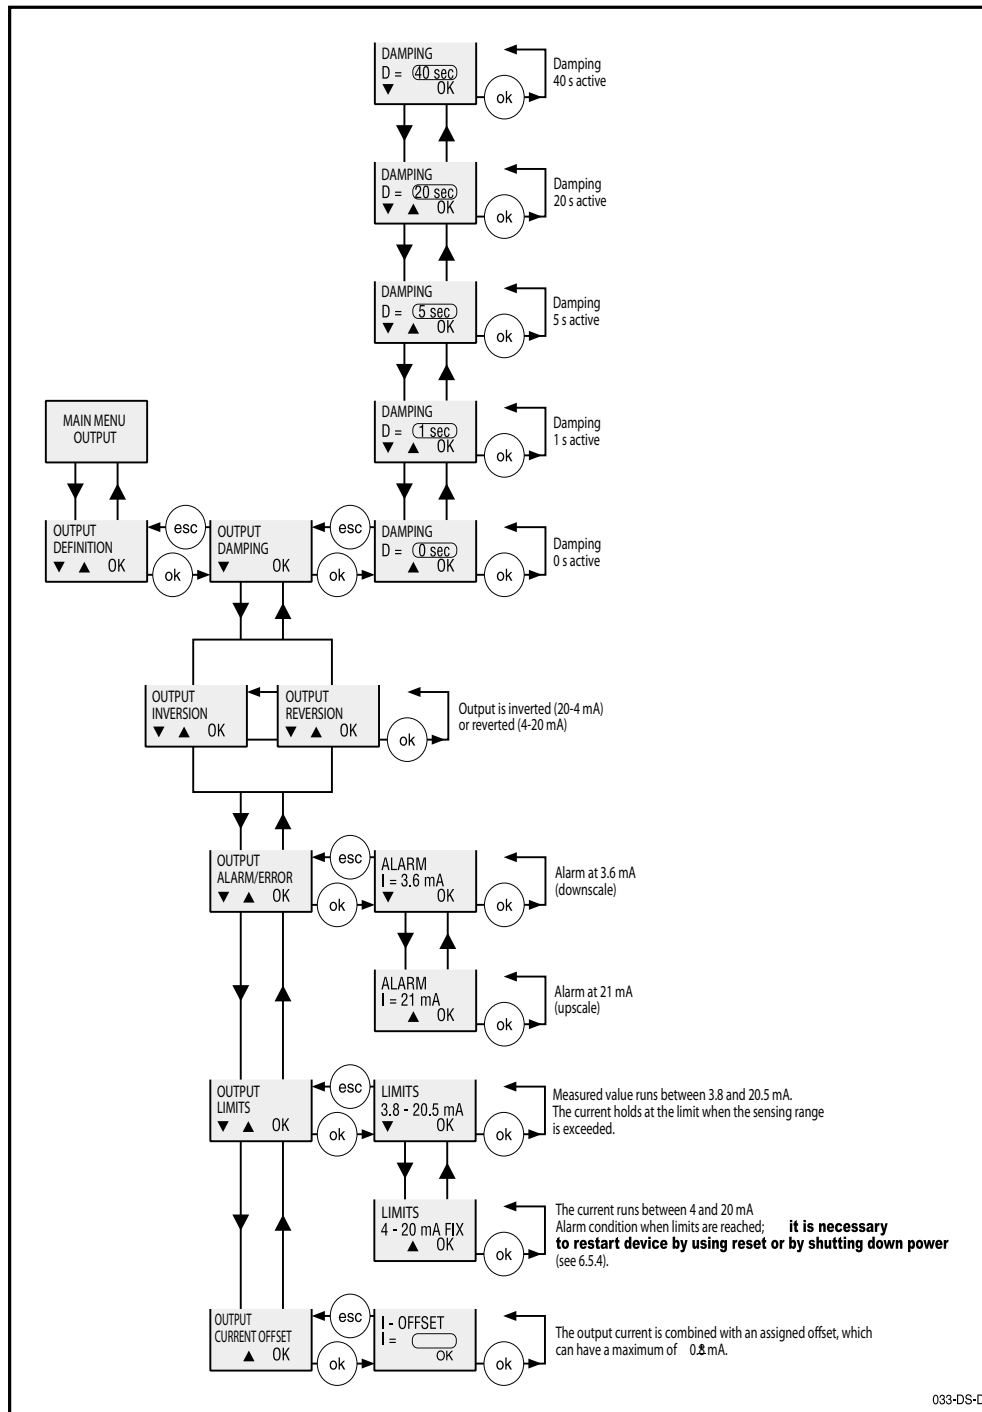 DAMPING
D = 40 sec
▼ OK
ok
Damping
40 s active
DAMPING
D = 20 sec
▼ ▲ OK
ok
Damping
20 s active
DAMPING
D = 5 sec
▼ ▲ OK
ok
Damping
5 s active
MAIN MENU
OUTPUT
DAMPING
D = 1 sec
▼ ▲ OK
ok
Damping
1 s active
OUTPUT
DEFINITION
▼ ▲ OK
esc
ok
OUTPUT
DAMPING
▼ OK
esc
ok
DAMPING
D = 0 sec
▲ OK
ok
Damping
0 s active
OUTPUT
INVERSION
▼ ▲ OK
OUTPUT
REVERSION
▼ ▲ OK
ok
Output is inverted (20-4 mA)
or reverted (4-20 mA)
OUTPUT
ALARM/ERROR
▼ ▲ OK
esc
ok
ALARM
I = 3.6 mA
▼ OK
ok
Alarm at 3.6 mA
(downscale)
ALARM
I = 21 mA
▲ OK
ok
Alarm at 21 mA
(upscale)
OUTPUT
LIMITS
▼ ▲ OK
esc
ok
LIMITS
3.8 - 20.5 mA
▼ OK
ok
Measured value runs between 3.8 and 20.5 mA.
The current holds at the limit when the sensing range
is exceeded.
LIMITS
4 - 20 mA FIX
▲ OK
ok
The current runs between 4 and 20 mA
Alarm condition when limits are reached; it is necessary
to restart device by using reset or by shutting down power
(see 6.5.4).
OUTPUT
CURRENT OFFSET
▲ OK
esc
ok
I - OFFSET
I =
OK
ok
The output current is combined with an assigned offset, which
can have a maximum of mA.
033-DS-D